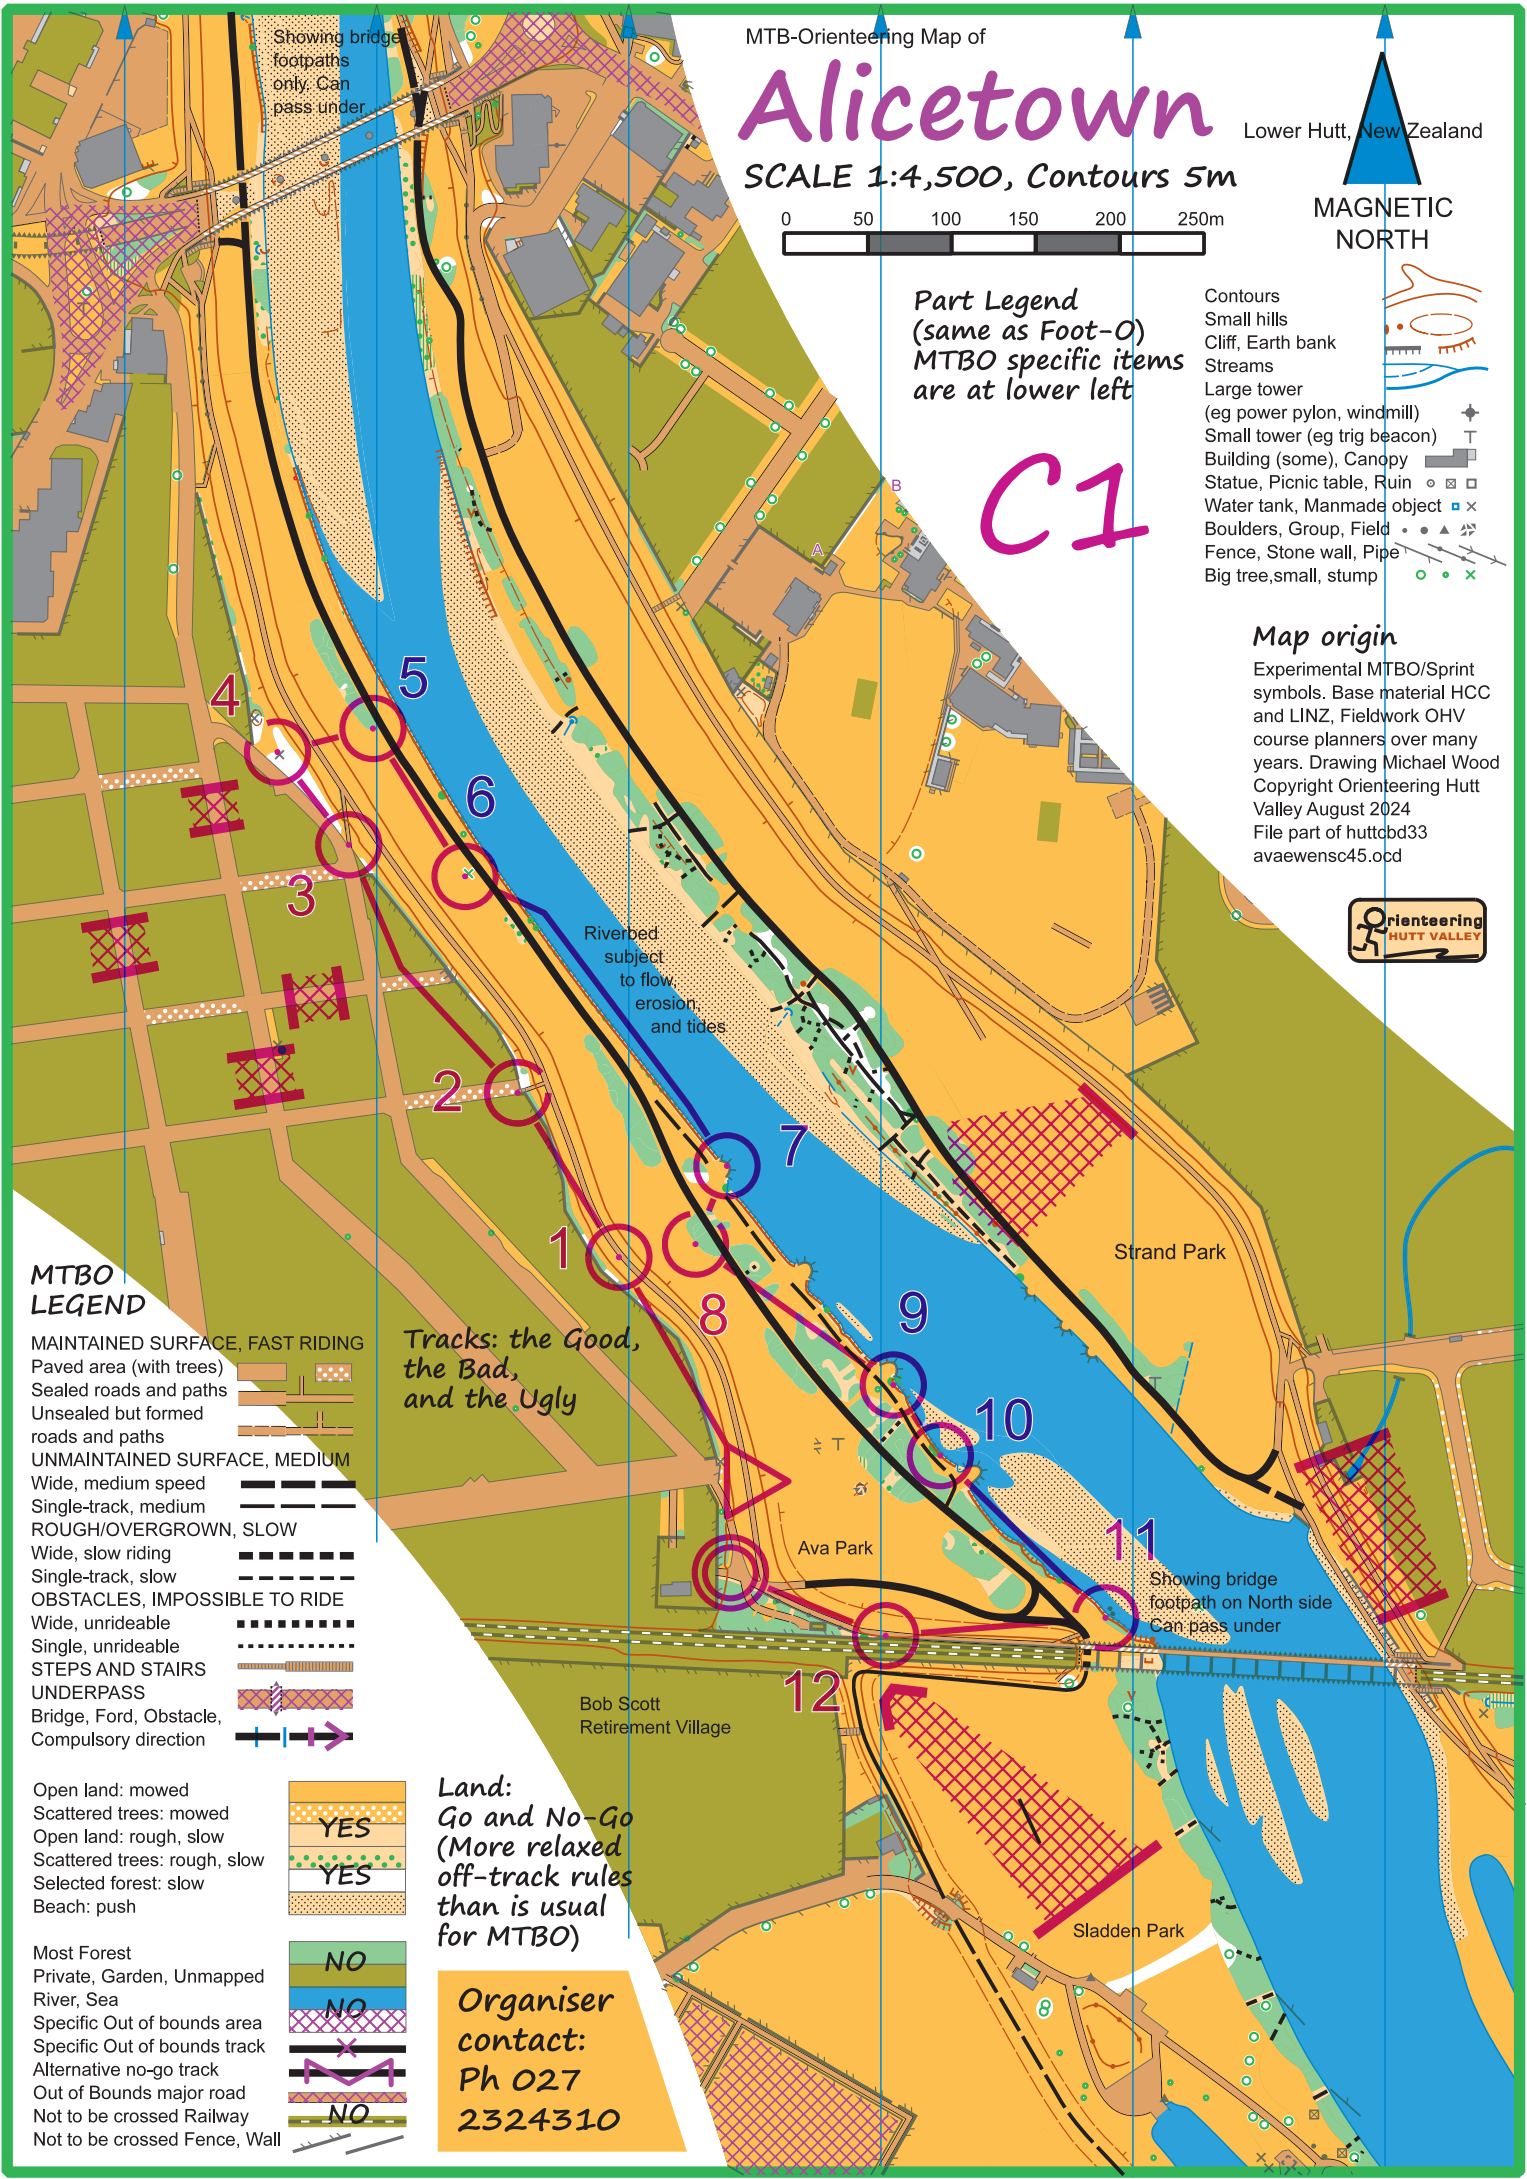 Showing bridge
footpaths
only. Can
pass under
MTB-Orienteering Map of
Alicetown
SCALE 1:4,500, Contours 5m
0 50 100 150 200 250m
Lower Hutt, New Zealand
MAGNETIC
NORTH
Part Legend
(same as Foot-O)
MTBO specific items
are at lower left
C1
Contours
Small hills
Cliff, Earth bank
Streams
Large tower
(eg power pylon, windmill)
Small tower (eg trig beacon)
Building (some), Canopy
Statue, Picnic table, Ruin
Water tank, Manmade object
Boulders, Group, Field
Fence, Stone wall, Pipe
Big tree,small, stump
Map origin
Experimental MTBO/Sprint
symbols. Base material HCC
and LINZ, Fieldwork OHV
course planners over many
years. Drawing Michael Wood
Copyright Orienteering Hutt
Valley August 2024
File part of huttcbd33
avaewensc45.ocd
rienteering
HUTT VALLEY
B
A
5
4
6
3
Riverbed
subject
to flow,
erosion,
and tides
2
7
1
8
9
10
11
12
Strand Park
Ava Park
Showing bridge
footpath on North side
Can pass under
Bob Scott
Retirement Village
Sladden Park
MTBO
LEGEND
MAINTAINED SURFACE, FAST RIDING
Paved area (with trees)
Sealed roads and paths
Unsealed but formed
roads and paths
UNMAINTAINED SURFACE, MEDIUM
Wide, medium speed
Single-track, medium
ROUGH/OVERGROWN, SLOW
Wide, slow riding
Single-track, slow
OBSTACLES, IMPOSSIBLE TO RIDE
Wide, unrideable
Single, unrideable
STEPS AND STAIRS
UNDERPASS
Bridge, Ford, Obstacle,
Compulsory direction
Tracks: the Good,
the Bad,
and the Ugly
Open land: mowed
Scattered trees: mowed
Open land: rough, slow
Scattered trees: rough, slow
Selected forest: slow
Beach: push
YES
YES
Most Forest
Private, Garden, Unmapped
River, Sea
Specific Out of bounds area
Specific Out of bounds track
Alternative no-go track
Out of Bounds major road
Not to be crossed Railway
Not to be crossed Fence, Wall
NO
NO
NO
Land:
Go and No-Go
(More relaxed
off-track rules
than is usual
for MTBO)
Organiser
contact:
Ph 027
2324310